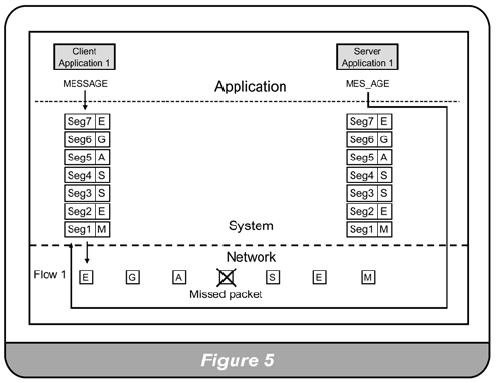 Client
Application 1
Server
Application 1
MESSAGE
Application
MES_AGE
Seg7 E
Seg6 G
Seg5 A
Seg4 S
Seg3 S
Seg2 E
Seg1 M
Seg7 E
Seg6 G
Seg5 A
Seg4 S
Seg3 S
Seg2 E
Seg1 M
System
Network
Flow 1
E G A S E M
Missed packet
Figure 5